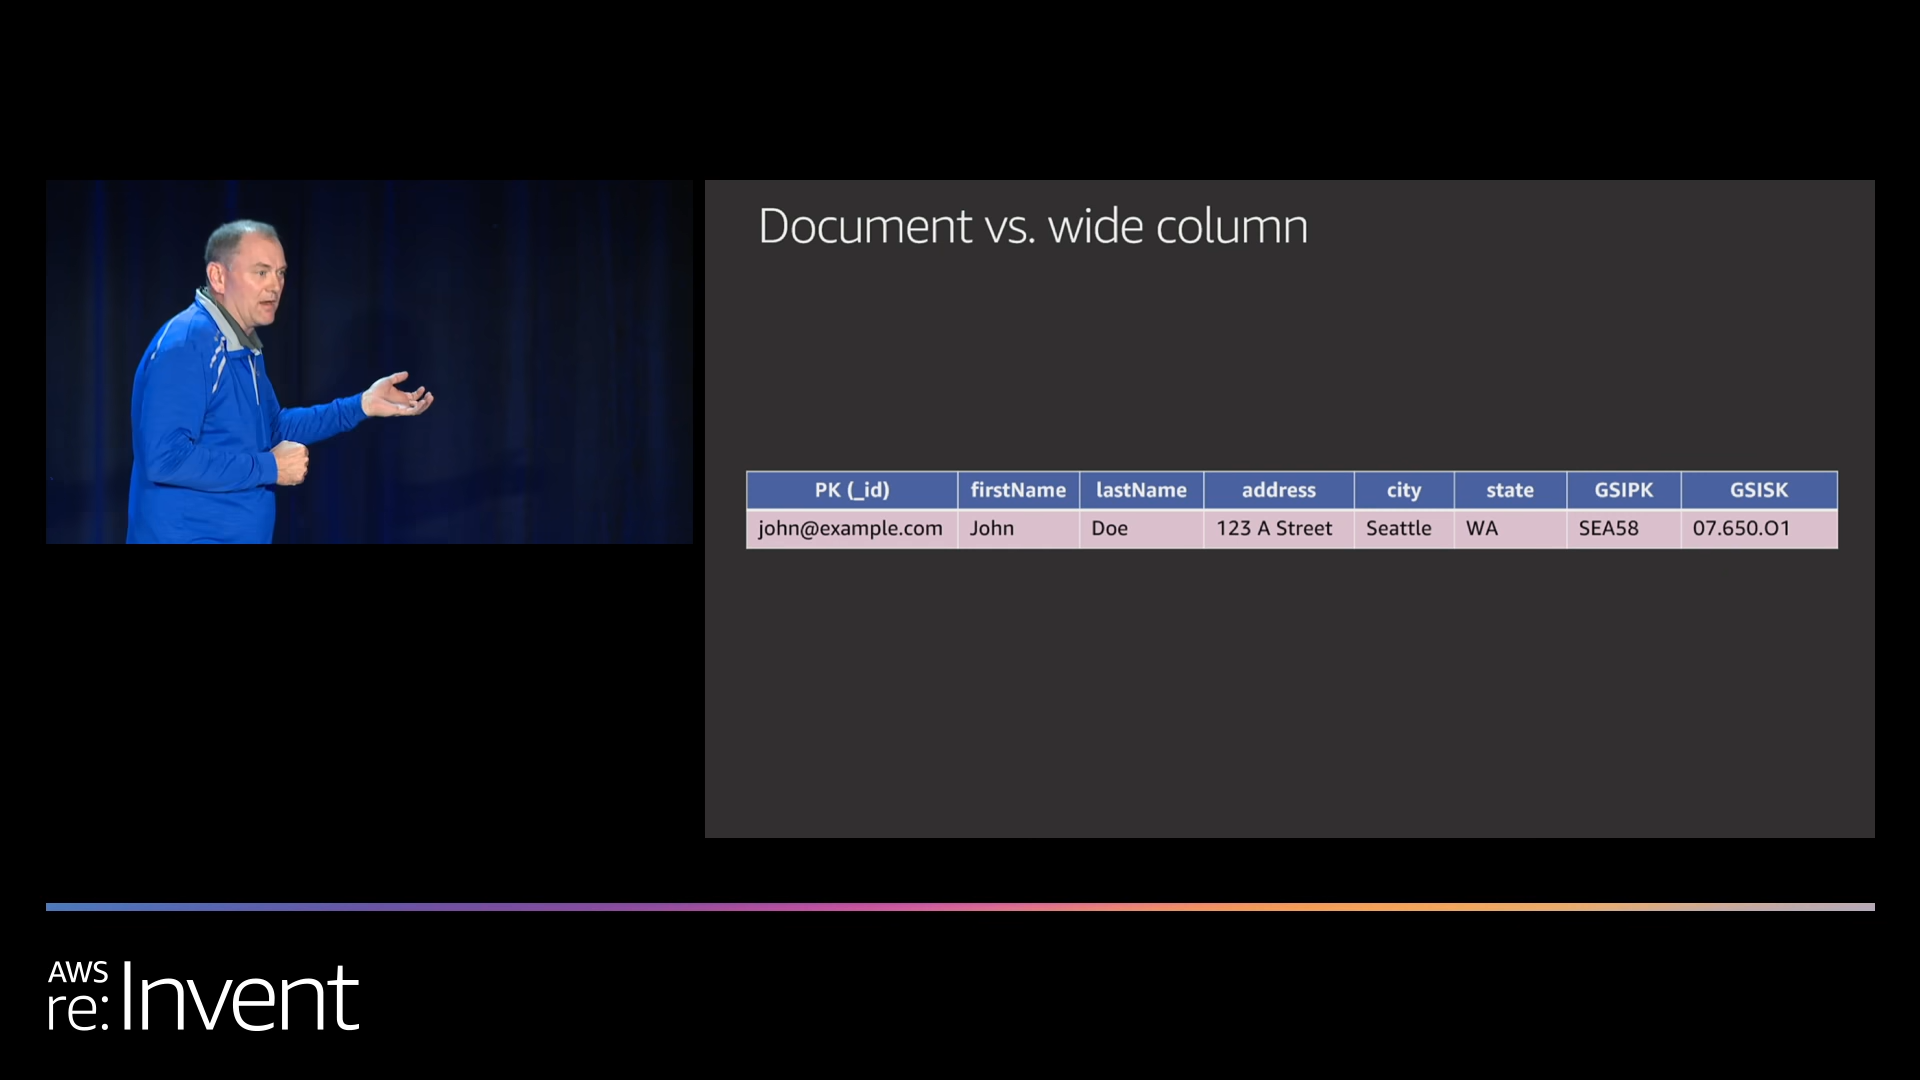 Document vs. wide column
PK (_id) firstName lastName address city state GSIPK GSISK
john@example.com John Doe 123 A Street Seattle WA SEA58 07.650.O1
AWS
re:Invent